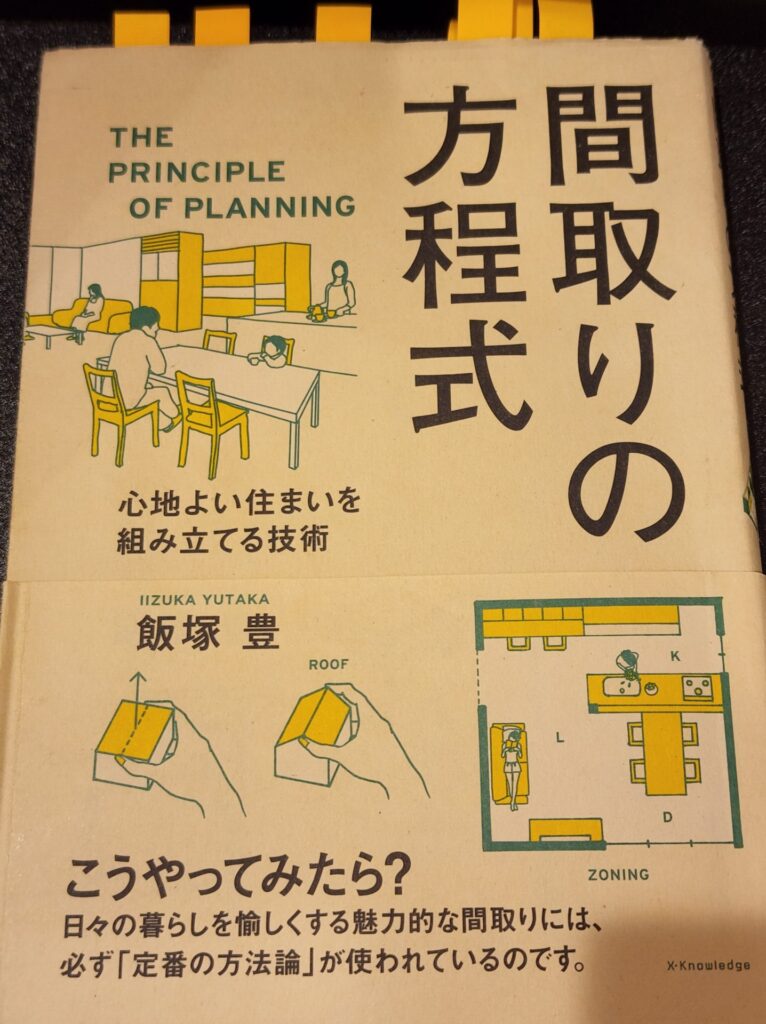 間取りの
方程式
THE
PRINCIPLE
OF PLANNING
心地よい住まいを
組み立てる技術
IIZUKA YUTAKA
飯塚 豊
ROOF
K
L
D
ZONING
こうやってみたら?
日々の暮らしを愉しくする魅力的な間取りには、
必ず「定番の方法論」が使われているのです。
X-Knowledge